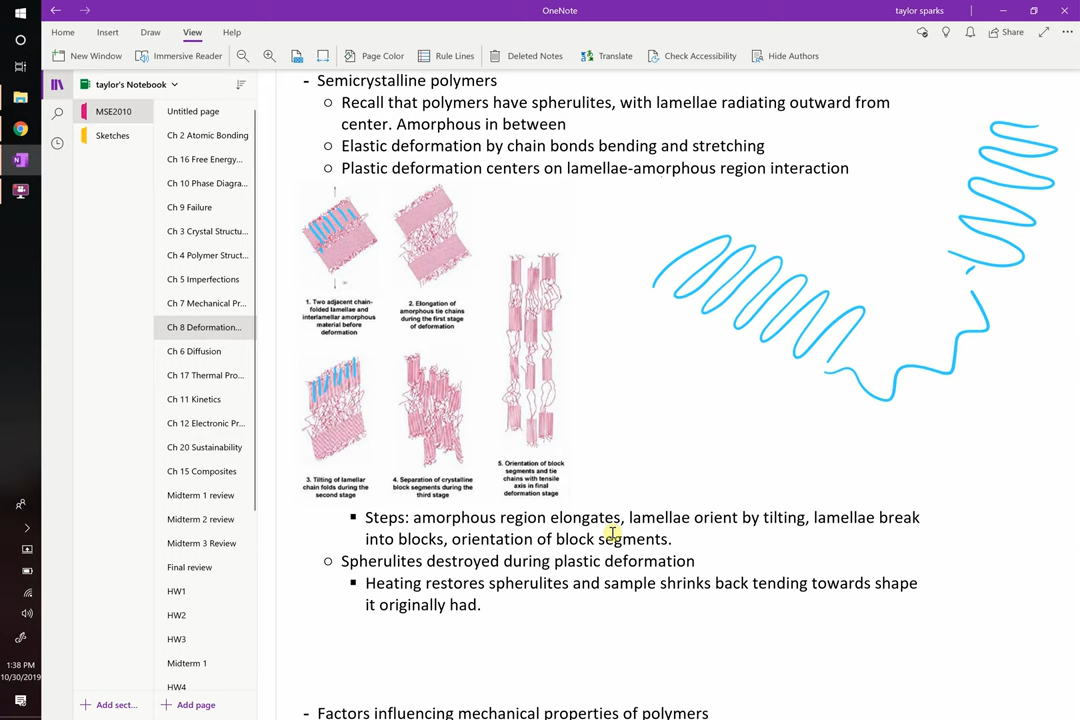 OneNote
taylor sparks
Home Insert Draw View Help
Share
New Window Immersive Reader Page Color Rule Lines Deleted Notes Translate Check Accessibility Hide Authors
taylor's Notebook
MSE2010
Sketches
Untitled page
Ch 2 Atomic Bonding
Ch 16 Free Energy...
Ch 10 Phase Diagra...
Ch 9 Failure
Ch 3 Crystal Structu...
Ch 4 Polymer Struct...
Ch 5 Imperfections
Ch 7 Mechanical Pr...
Ch 8 Deformation...
Ch 6 Diffusion
Ch 17 Thermal Pro...
Ch 11 Kinetics
Ch 12 Electronic Pr...
Ch 20 Sustainability
Ch 15 Composites
Midterm 1 review
Midterm 2 review
Midterm 3 Review
Final review
HW1
HW2
HW3
Midterm 1
HW4
Add sect...
Add page
- Semicrystalline polymers
○ Recall that polymers have spherulites, with lamellae radiating outward from
center. Amorphous in between
○ Elastic deformation by chain bonds bending and stretching
○ Plastic deformation centers on lamellae-amorphous region interaction
1. Two adjacent chain-
folded lamellae and
interlamellar amorphous
material before
deformation
2. Elongation of
amorphous tie chains
during the first stage
of deformation
3. Tilting of lamellar
chain folds during the
second stage
4. Separation of crystalline
block segments during the
third stage
5. Orientation of block
segments and tie
chains with tensile
axis in final
deformation stage
▪ Steps: amorphous region elongates, lamellae orient by tilting, lamellae break
into blocks, orientation of block segments.
○ Spherulites destroyed during plastic deformation
▪ Heating restores spherulites and sample shrinks back tending towards shape
it originally had.
- Factors influencing mechanical properties of polymers
1:38 PM
10/30/2019